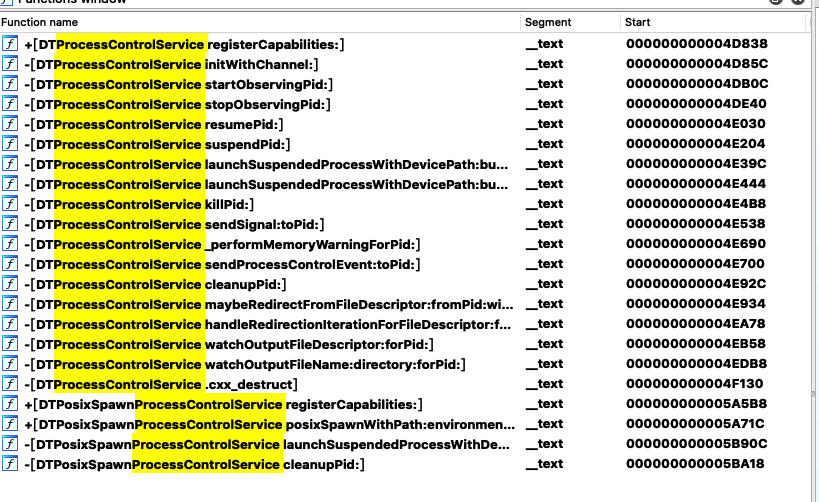 Functions window
Function name Segment Start
f +[DTProcessControlService registerCapabilities:] __text 000000000004D838
f -[DTProcessControlService initWithChannel:] __text 000000000004D85C
f -[DTProcessControlService startObservingPid:] __text 000000000004DB0C
f -[DTProcessControlService stopObservingPid:] __text 000000000004DE40
f -[DTProcessControlService resumePid:] __text 000000000004E030
f -[DTProcessControlService suspendPid:] __text 000000000004E204
f -[DTProcessControlService launchSuspendedProcessWithDevicePath:bu... __text 000000000004E39C
f -[DTProcessControlService launchSuspendedProcessWithDevicePath:bu... __text 000000000004E444
f -[DTProcessControlService killPid:] __text 000000000004E4B8
f -[DTProcessControlService sendSignal:toPid:] __text 000000000004E538
f -[DTProcessControlService _performMemoryWarningForPid:] __text 000000000004E690
f -[DTProcessControlService sendProcessControlEvent:toPid:] __text 000000000004E700
f -[DTProcessControlService cleanupPid:] __text 000000000004E92C
f -[DTProcessControlService maybeRedirectFromFileDescriptor:fromPid:wi... __text 000000000004E934
f -[DTProcessControlService handleRedirectionIterationForFileDescriptor:f... __text 000000000004EA78
f -[DTProcessControlService watchOutputFileDescriptor:forPid:] __text 000000000004EB58
f -[DTProcessControlService watchOutputFileName:directory:forPid:] __text 000000000004EDB8
f -[DTProcessControlService .cxx_destruct] __text 000000000004F130
f +[DTPosixSpawnProcessControlService registerCapabilities:] __text 000000000005A5B8
f +[DTPosixSpawnProcessControlService posixSpawnWithPath:environmen... __text 000000000005A71C
f -[DTPosixSpawnProcessControlService launchSuspendedProcessWithDe... __text 000000000005B90C
f -[DTPosixSpawnProcessControlService cleanupPid:] __text 000000000005BA18